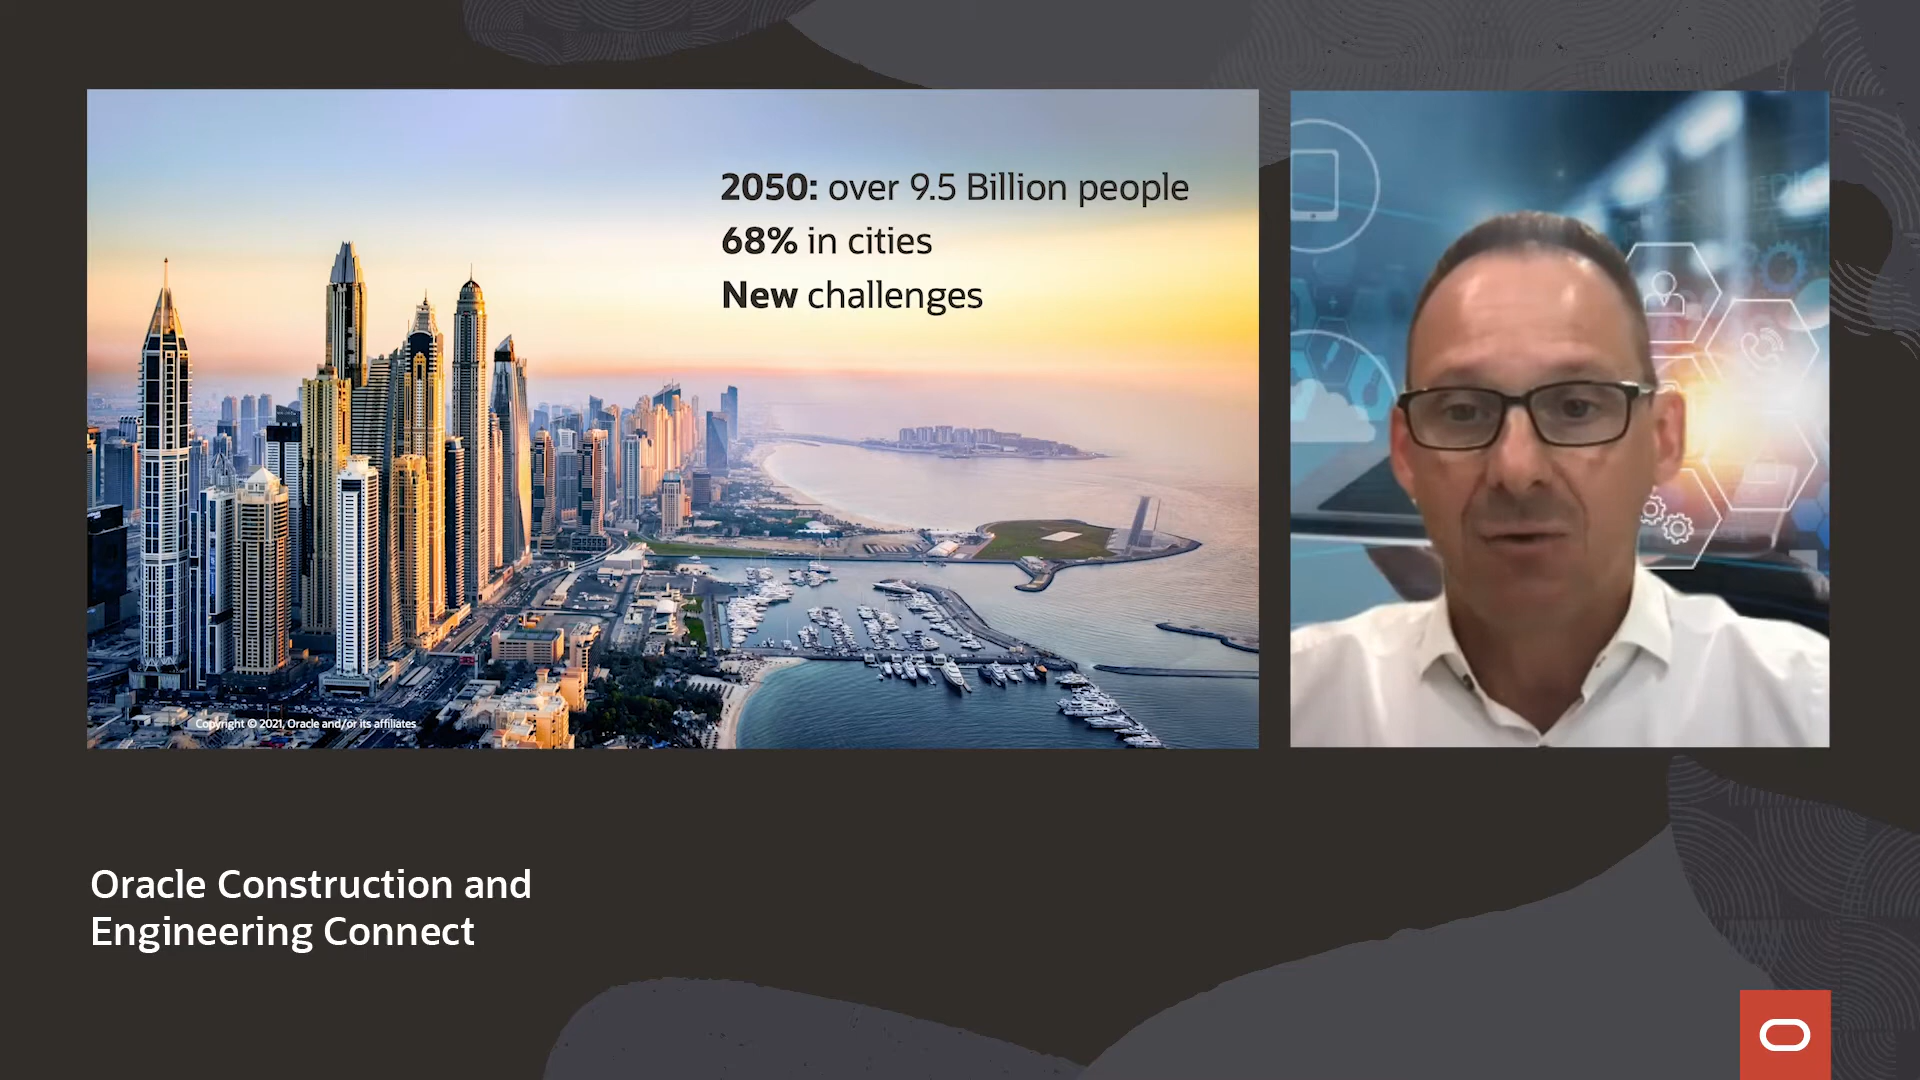 2050: over 9.5 Billion people
68% in cities
New challenges
Copyright © 2021, Oracle and/or its affiliates
Oracle Construction and
Engineering Connect